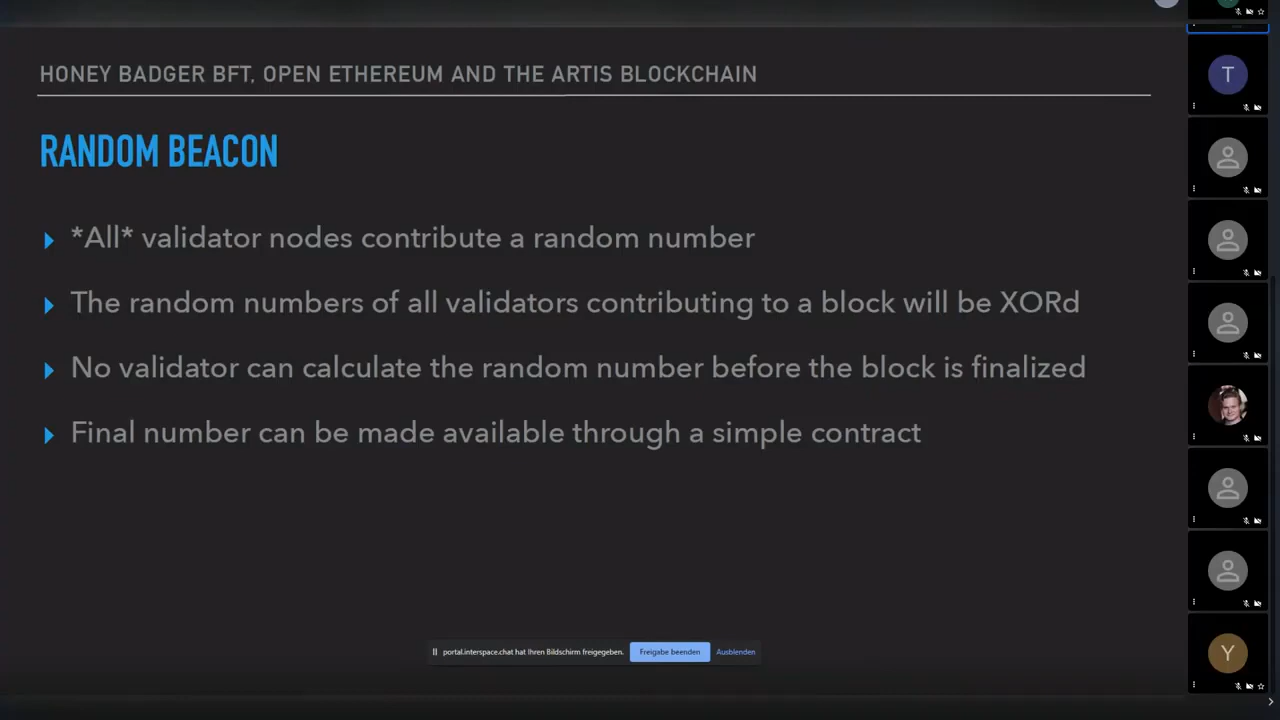 HONEY BADGER BFT, OPEN ETHEREUM AND THE ARTIS BLOCKCHAIN
RANDOM BEACON
*All* validator nodes contribute a random number
The random numbers of all validators contributing to a block will be XORd
No validator can calculate the random number before the block is finalized
Final number can be made available through a simple contract
portal.interspace.chat hat Ihren Bildschirm freigegeben. Freigabe beenden Ausblenden
T
Y